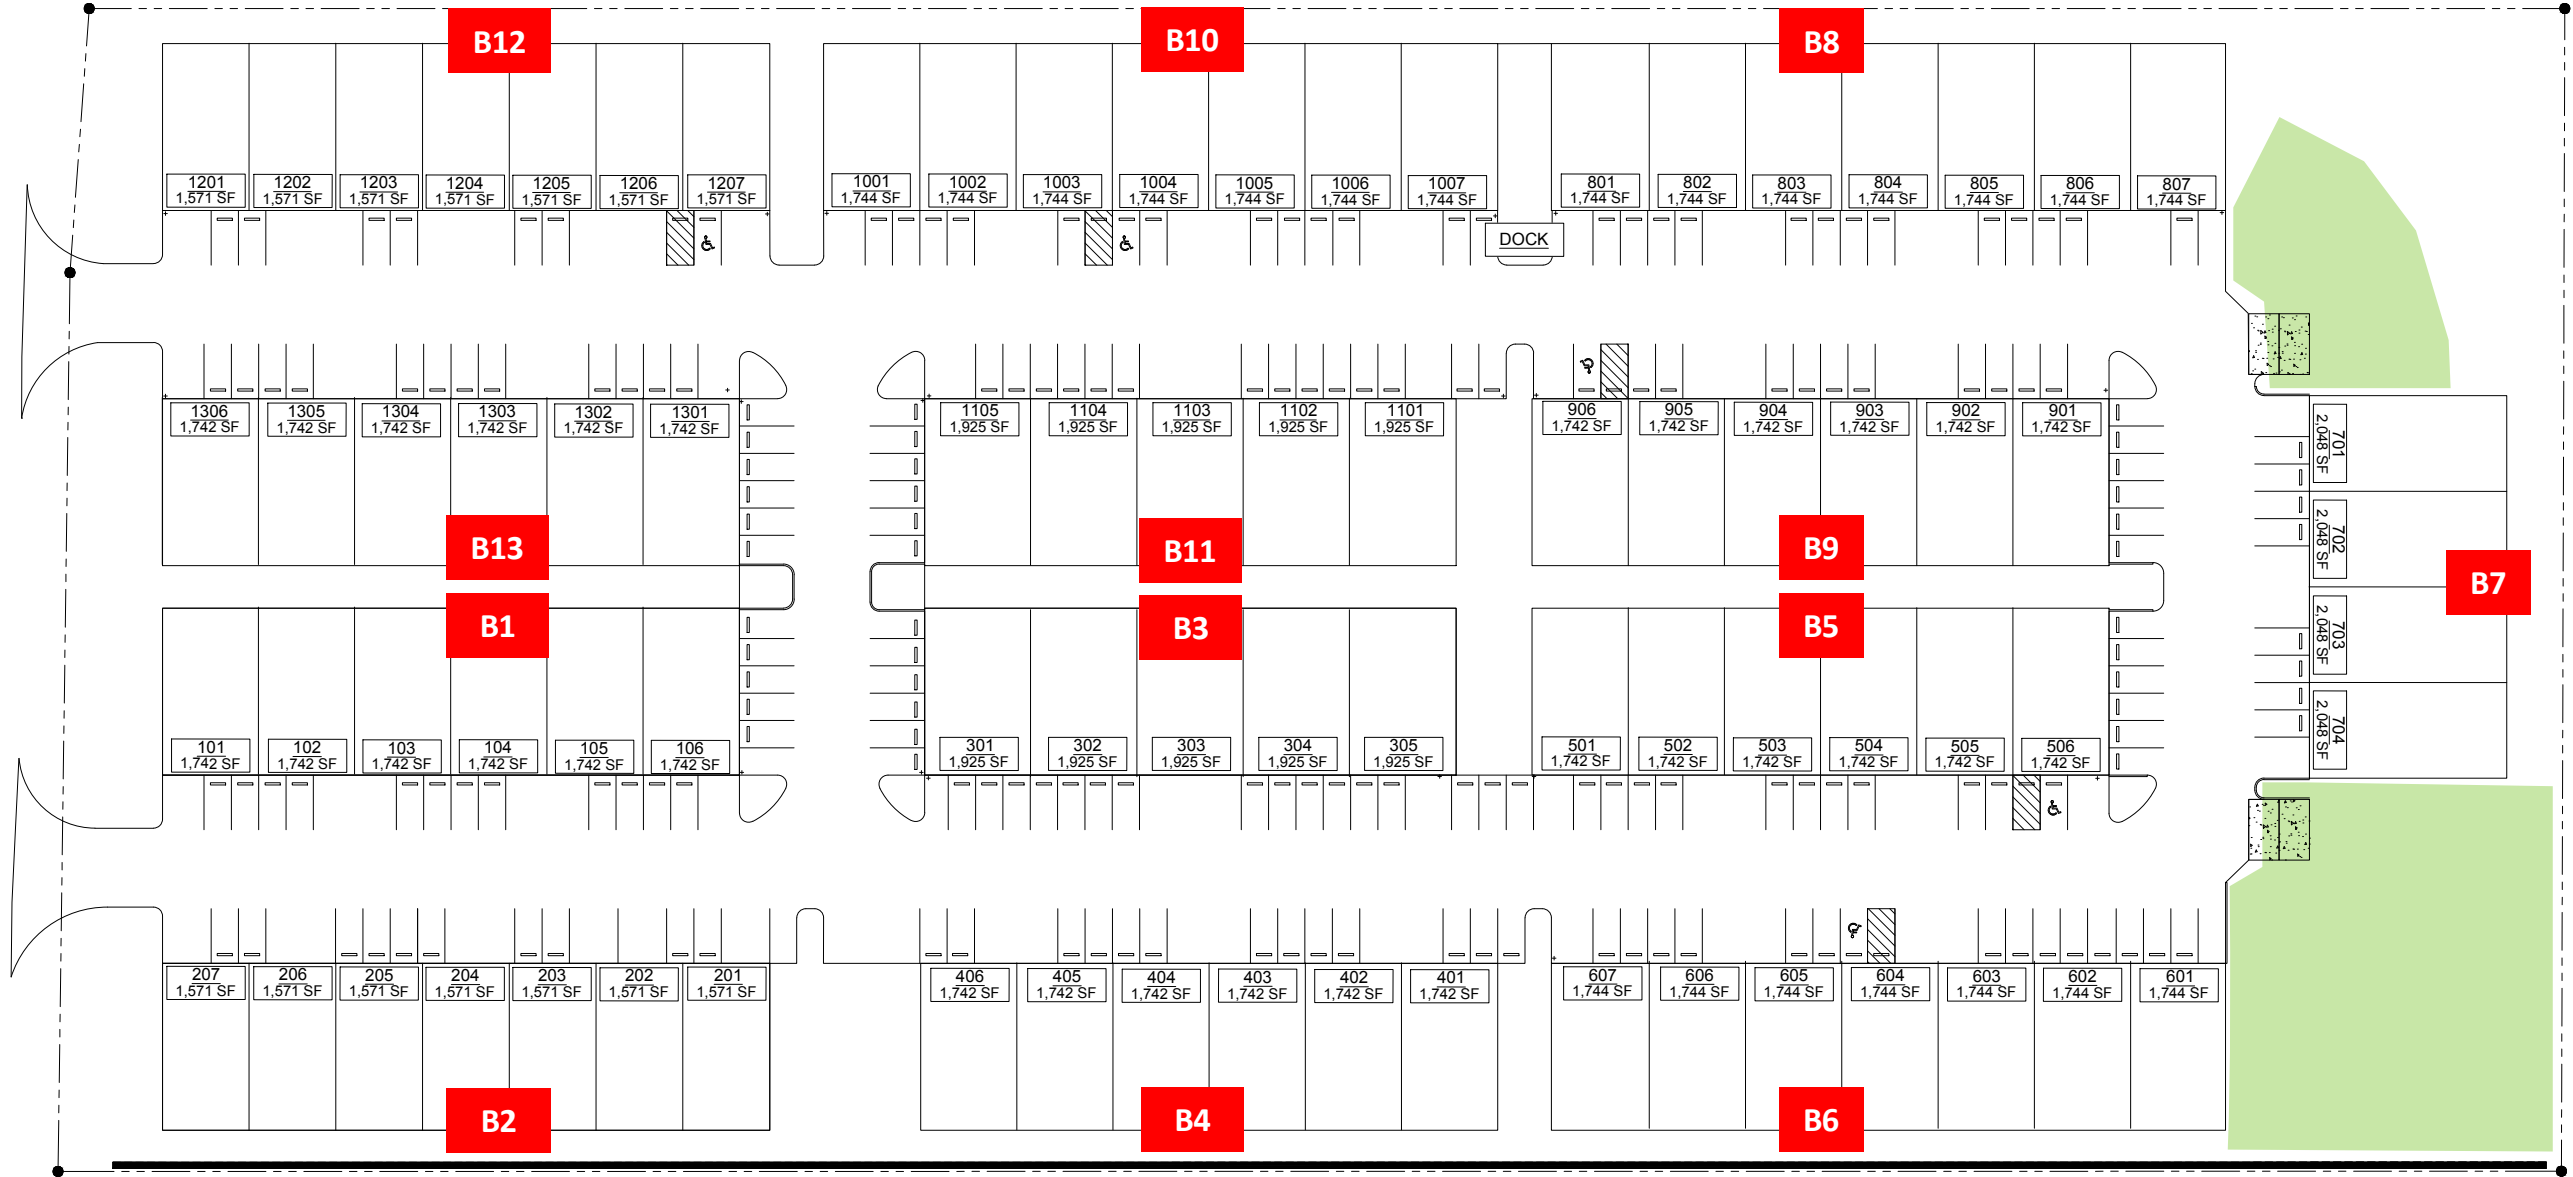 B12
B10
B8
1201
1,571 SF
1202
1,571 SF
1203
1,571 SF
1204
1,571 SF
1205
1,571 SF
1206
1,571 SF
1207
1,571 SF
1001
1,744 SF
1002
1,744 SF
1003
1,744 SF
1004
1,744 SF
1005
1,744 SF
1006
1,744 SF
1007
1,744 SF
801
1,744 SF
802
1,744 SF
803
1,744 SF
804
1,744 SF
805
1,744 SF
806
1,744 SF
807
1,744 SF
DOCK
1306
1,742 SF
1305
1,742 SF
1304
1,742 SF
1303
1,742 SF
1302
1,742 SF
1301
1,742 SF
1105
1,925 SF
1104
1,925 SF
1103
1,925 SF
1102
1,925 SF
1101
1,925 SF
906
1,742 SF
905
1,742 SF
904
1,742 SF
903
1,742 SF
902
1,742 SF
901
1,742 SF
701
2,048 SF
702
2,048 SF
703
2,048 SF
704
2,048 SF
B13
B11
B9
B7
B1
B3
B5
101
1,742 SF
102
1,742 SF
103
1,742 SF
104
1,742 SF
105
1,742 SF
106
1,742 SF
301
1,925 SF
302
1,925 SF
303
1,925 SF
304
1,925 SF
305
1,925 SF
501
1,742 SF
502
1,742 SF
503
1,742 SF
504
1,742 SF
505
1,742 SF
506
1,742 SF
207
1,571 SF
206
1,571 SF
205
1,571 SF
204
1,571 SF
203
1,571 SF
202
1,571 SF
201
1,571 SF
406
1,742 SF
405
1,742 SF
404
1,742 SF
403
1,742 SF
402
1,742 SF
401
1,742 SF
607
1,744 SF
606
1,744 SF
605
1,744 SF
604
1,744 SF
603
1,744 SF
602
1,744 SF
601
1,744 SF
B2
B4
B6